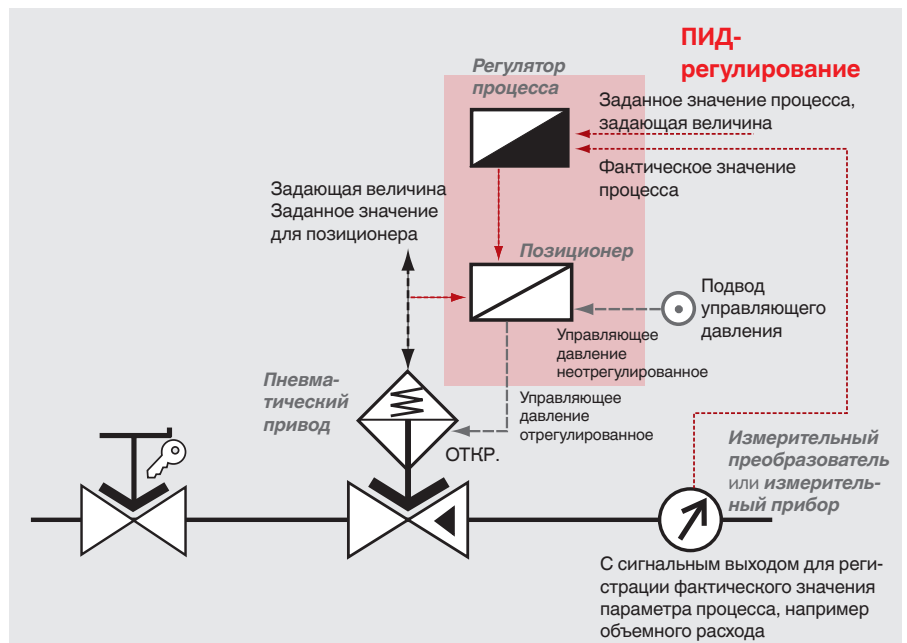 ПИД-
регулирование
Регулятор
процесса
Заданное значение процесса,
задающая величина
Фактическое значение
процесса
Задающая величина
Заданное значение
для позиционера
Позиционер
Подвод
управляющего
давления
Управляющее
давление
неотрегулированное
Пневма-
тический
привод
Управляющее
давление
отрегулированное
ОТКР.
Измерительный
преобразователь
или измеритель-
ный прибор
С сигнальным выходом для реги-
страции фактического значения
параметра процесса, например
объемного расхода